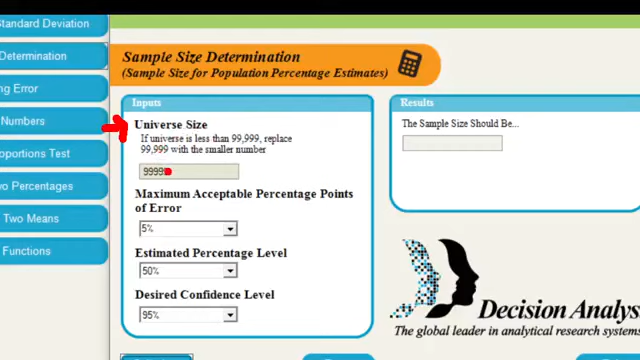 Standard Deviation
Determination
ng Error
Numbers
oportions Test
wo Percentages
Two Means
Functions
Sample Size Determination
(Sample Size for Population Percentage Estimates)
Inputs
Universe Size
If universe is less than 99,999, replace
99,999 with the smaller number
99999
Maximum Acceptable Percentage Points
of Error
5%
Estimated Percentage Level
50%
Desired Confidence Level
95%
Results
The Sample Size Should Be...
Decision Analys
The global leader in analytical research systems